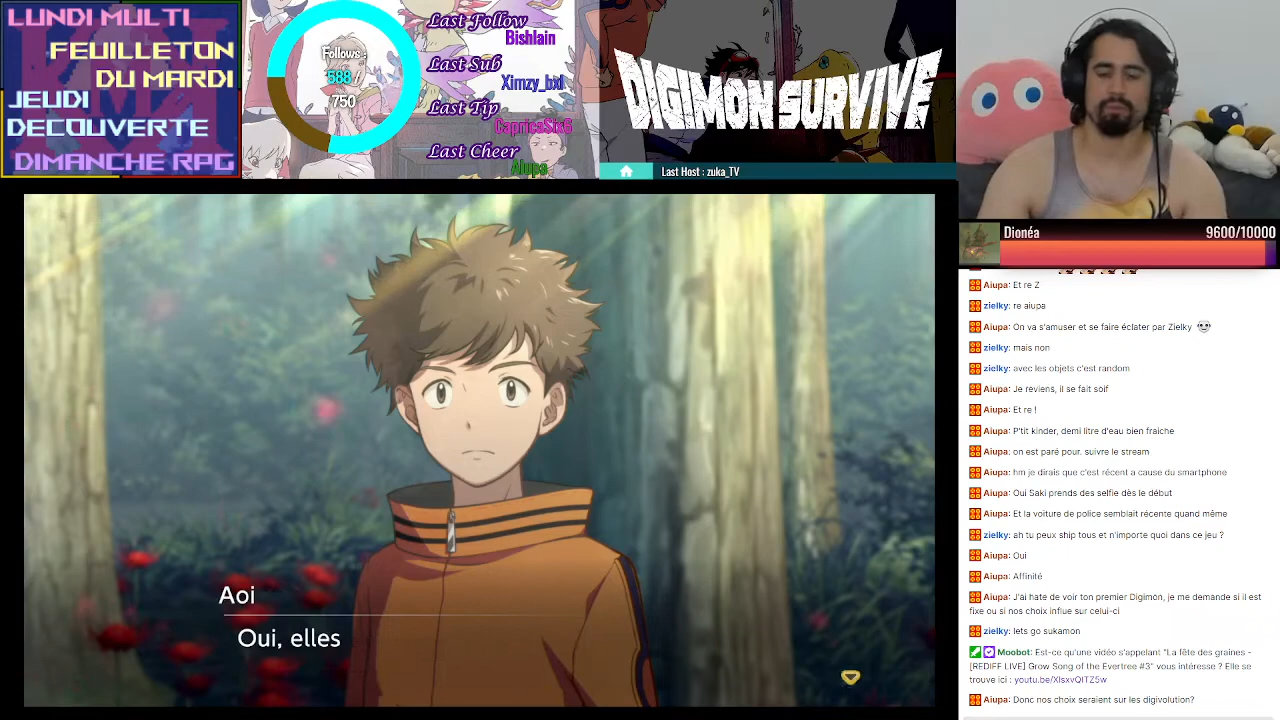 LUNDI MULTI
FEUILLETON
DU MARDI
JEUDI
DECOUVERTE
DIMANCHE RPG
Follows :
588 /
750
Last Follow
Bishlain
Last Sub
Ximzy_bxl
Last Tip
CapricaSix6
Last Cheer
Aiupa
DIGIMON SURVIVE
Last Host : zuka_TV
Dionéa 9600/10000
Aiupa: Et re Z
zielky: re aiupa
Aiupa: On va s'amuser et se faire éclater par Zielky
zielky: mais non
zielky: avec les objets c'est random
Aiupa: Je reviens, il se fait soif
Aiupa: Et re !
Aiupa: P'tit kinder, demi litre d'eau bien fraiche
Aiupa: on est paré pour. suivre le stream
Aiupa: hm je dirais que c'est récent a cause du smartphone
Aiupa: Oui Saki prends des selfie dès le début
Aiupa: Et la voiture de police semblait récente quand même
zielky: ah tu peux ship tous et n'importe quoi dans ce jeu ?
Aiupa: Oui
Aiupa: Affinité
Aiupa: J'ai hate de voir ton premier Digimon, je me demande si il est
fixe ou si nos choix influe sur celui-ci
zielky: lets go sukamon
Moobot: Est-ce qu'une vidéo s'appelant "La fête des graines -
[REDIFF LIVE] Grow Song of the Evertree #3" vous intéresse ? Elle se
trouve ici : youtu.be/XlsxvQITZ5w
Aiupa: Donc nos choix seraient sur les digivolution?
Aoi
Oui, elles